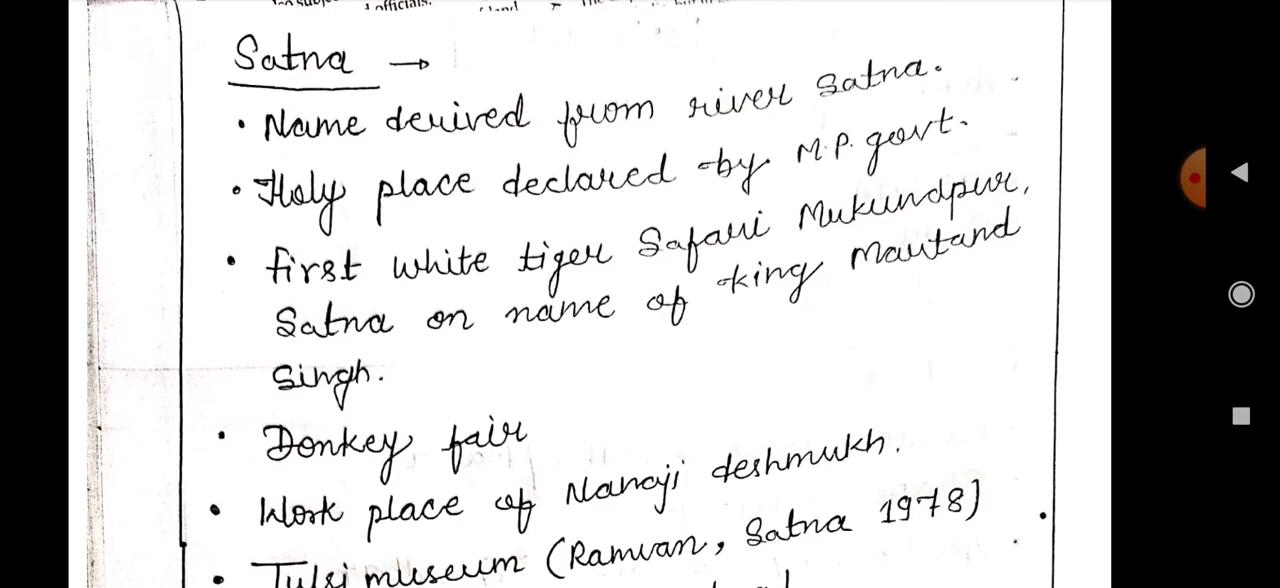 officials.
Satna →
• Name derived from river Satna.
• Holy place declared by M.P. govt.
• first white tiger Safari Mukundpur,
Satna on name of king Martand
Singh.
• Donkey fair
• Work place of Nanaji deshmukh.
• Tulsi museum (Ramvan, Satna 1978)